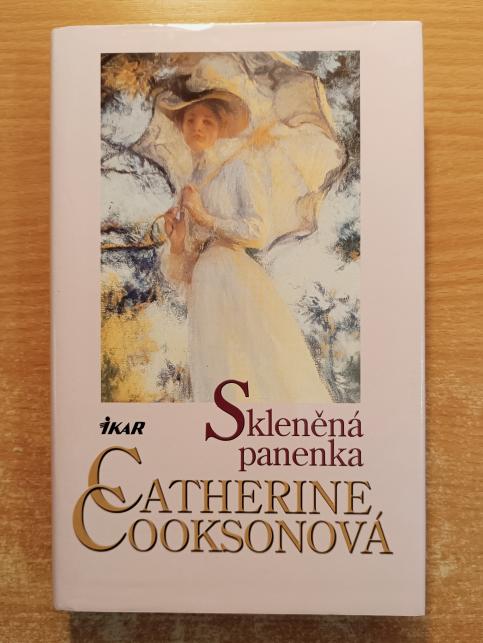 Skleněná
panenka
iKAR
CATHERINE
COOKSONOVÁ